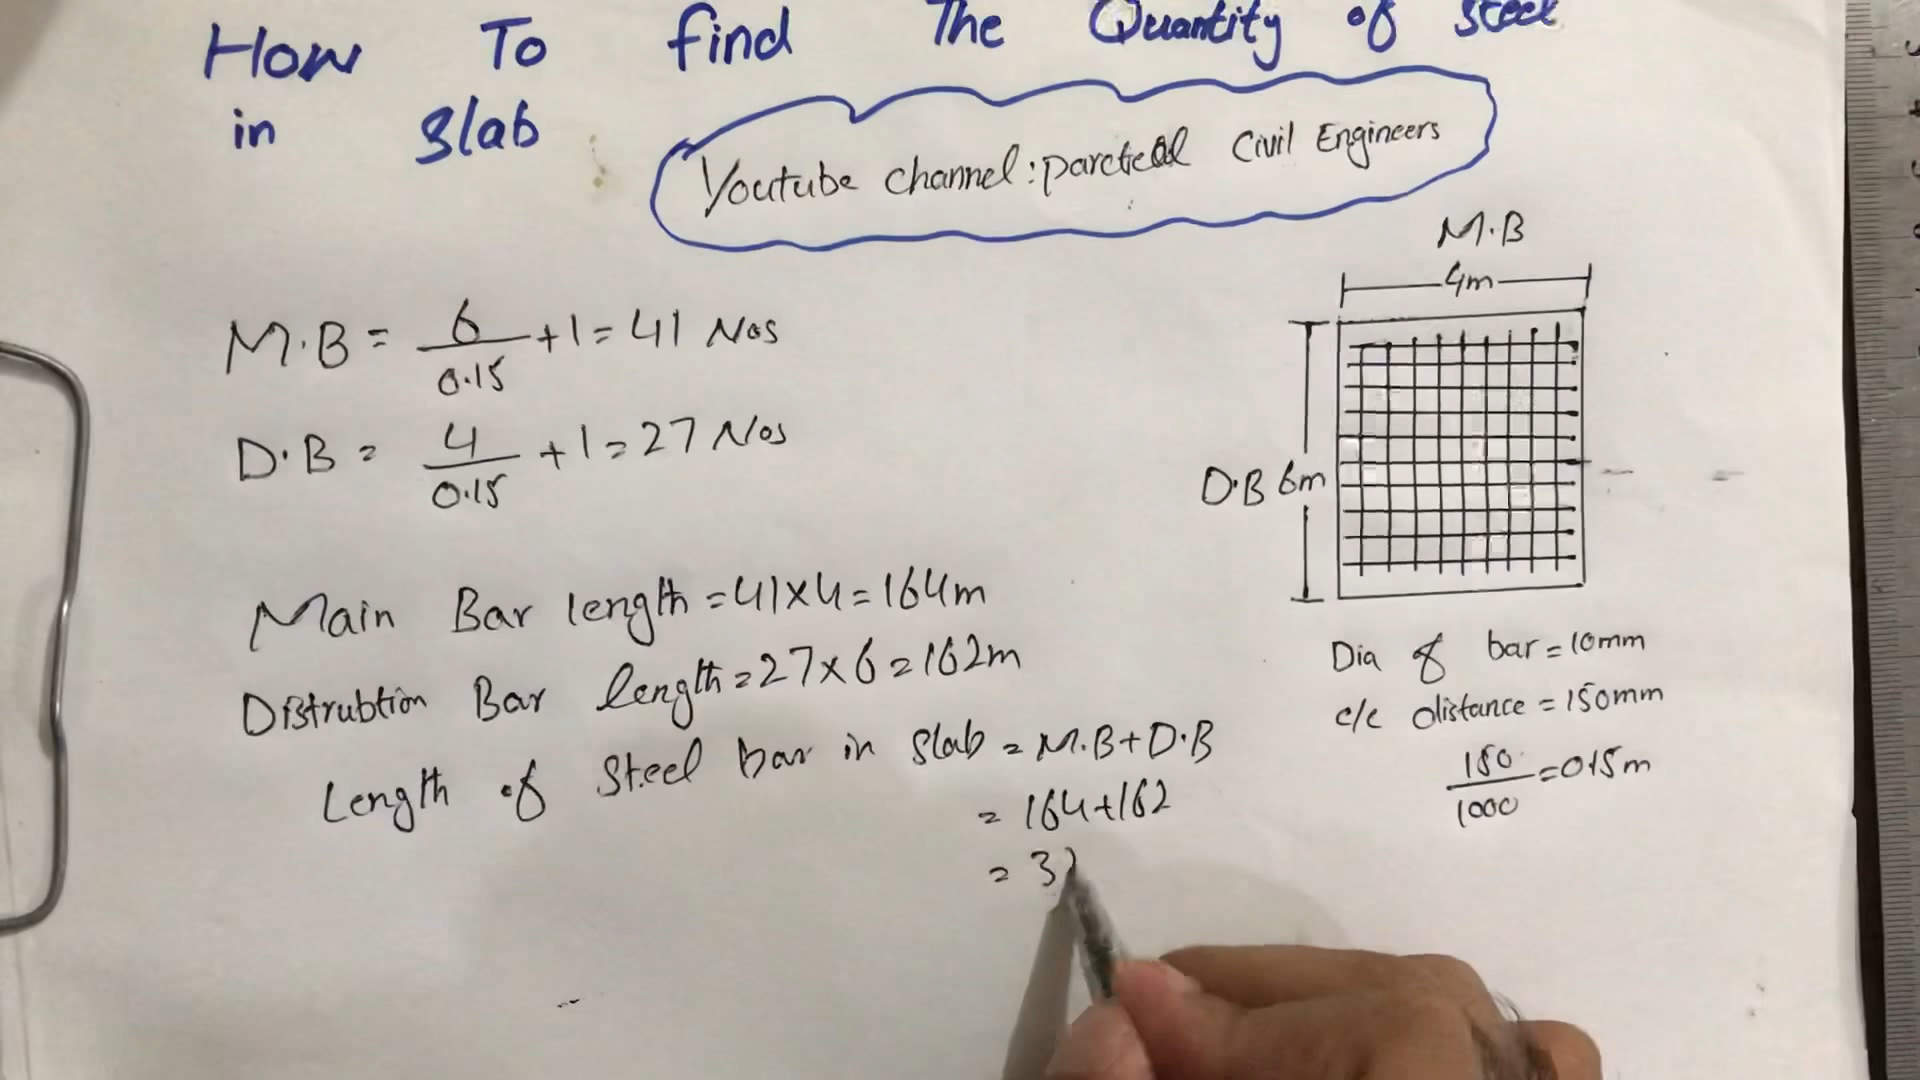 How To find The Quantity of steel
in slab
Youtube channel: parcteal Civil Engineers
M.B = 6/0.15 + 1 = 41 Nos
D.B = 4/0.15 + 1 = 27 Nos
Main Bar length = 41 x 4 = 164m
Distrubtion Bar length = 27 x 6 = 162m
Length of Steel bar in slab = M.B + D.B
= 164 + 162
= 32
M.B
4m
D.B 6m
Dia of bar = 10mm
c/c distance = 150mm
150/1000 = 0.15m